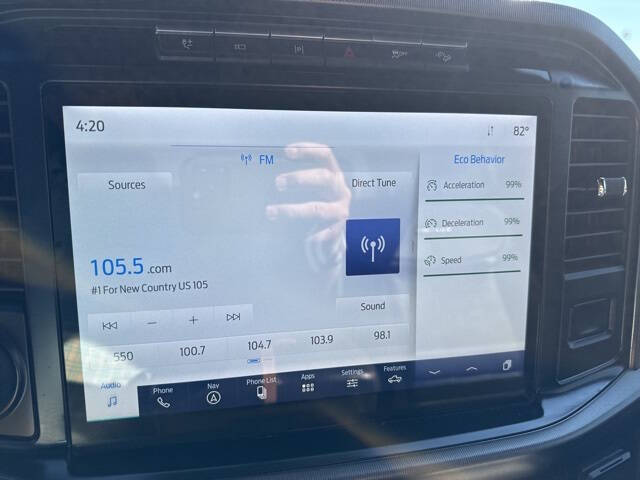 4:20
82°
FM
Eco Behavior
Sources
Direct Tune
Acceleration 99%
Deceleration 99%
Speed 99%
105.5 .com
#1 For New Country US 105
Sound
550 100.7 104.7 103.9 98.1
Audio
Phone
Nav
Phone List
Apps
Settings
Features